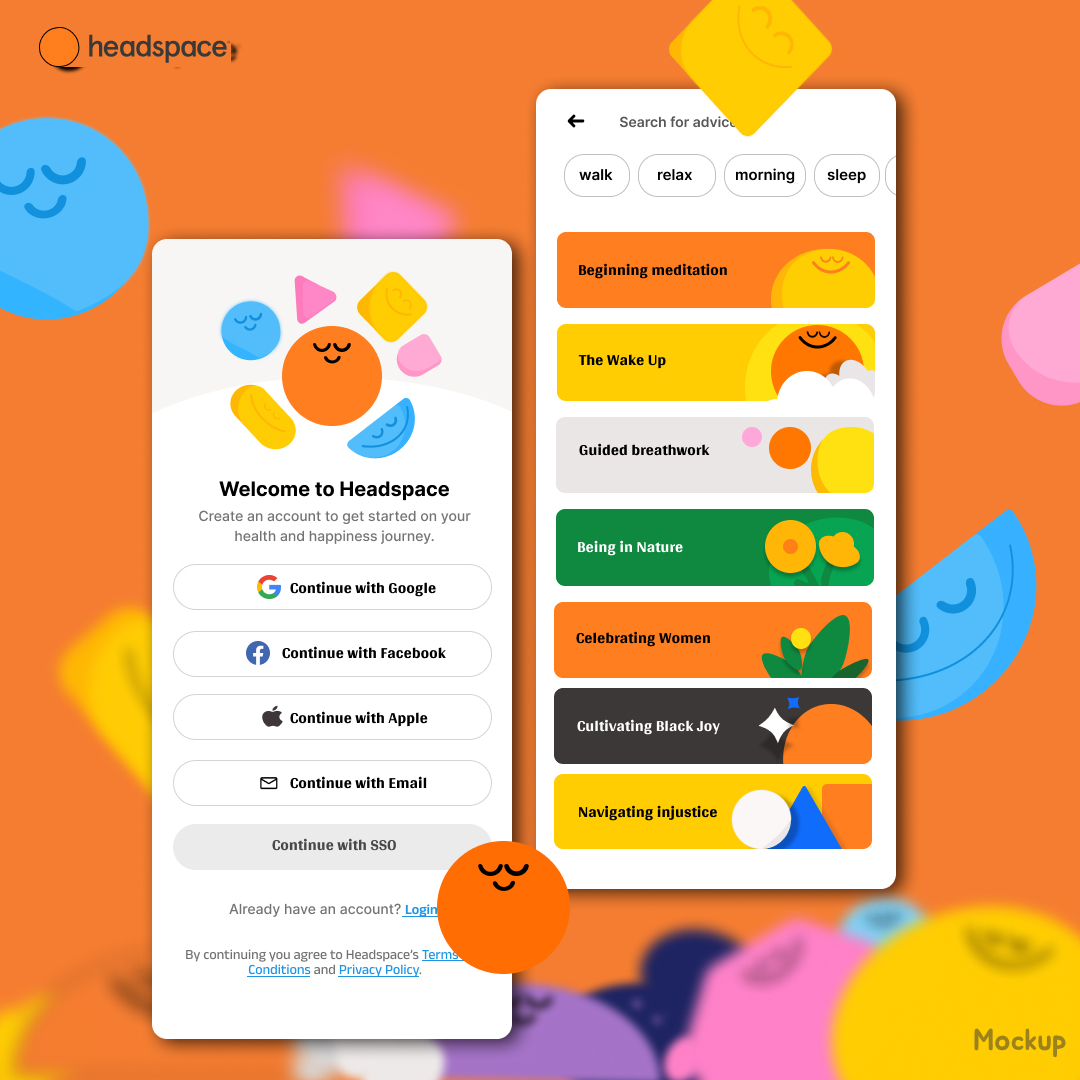 headspace
Search for advice
walk
relax
morning
sleep
Beginning meditation
The Wake Up
Guided breathwork
Being in Nature
Celebrating Women
Cultivating Black Joy
Navigating injustice
Welcome to Headspace
Create an account to get started on your
health and happiness journey.
Continue with Google
Continue with Facebook
Continue with Apple
Continue with Email
Continue with SSO
Already have an account? Login
By continuing you agree to Headspace's Terms
Conditions and Privacy Policy.
Mockup